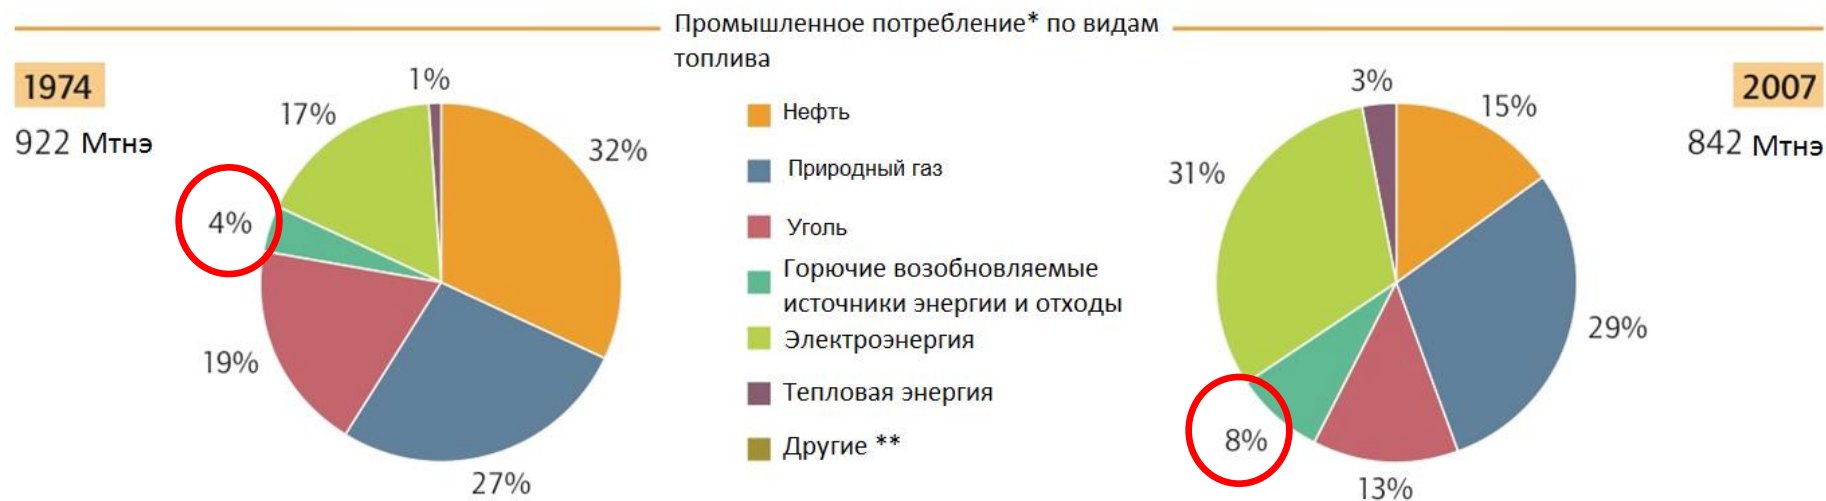 Промышленное потребление* по видам
топлива
1974
922 Мтнэ
1%
17%
32%
4%
19%
27%
Нефть
Природный газ
Уголь
Горючие возобновляемые
источники энергии и отходы
Электроэнергия
Тепловая энергия
Другие **
2007
842 Мтнэ
3%
15%
31%
29%
8%
13%